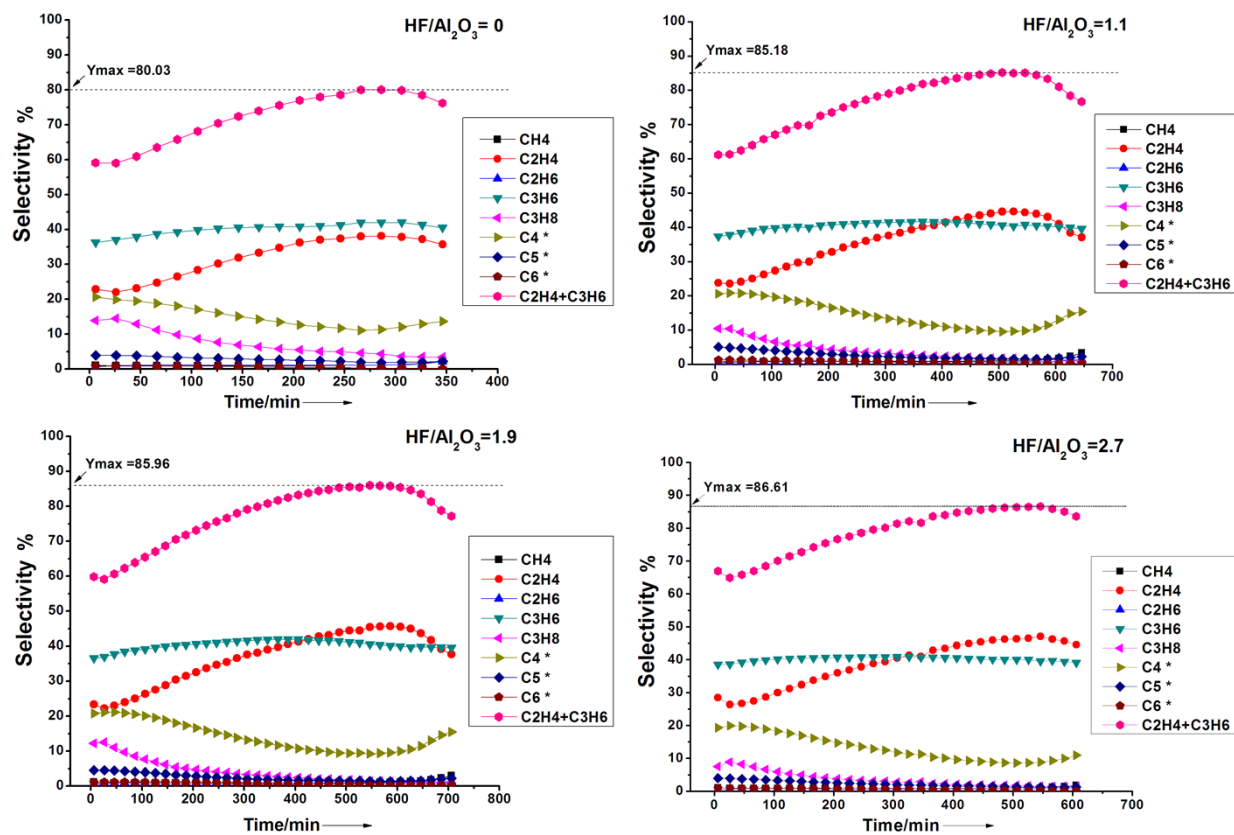 HF/Al₂O₃= 0
Ymax =80.03
100
90
80
70
60
50
40
30
20
10
0
Selectivity %
CH4
C2H4
C2H6
C3H6
C3H8
C4 *
C5 *
C6 *
C2H4+C3H6
0 50 100 150 200 250 300 350 400
Time/min
HF/Al₂O₃=1.1
Ymax =85.18
100
90
80
70
60
50
40
30
20
10
0
Selectivity %
CH4
C2H4
C2H6
C3H6
C3H8
C4 *
C5 *
C6 *
C2H4+C3H6
0 100 200 300 400 500 600 700
Time/min
HF/Al₂O₃=1.9
Ymax =85.96
100
90
80
70
60
50
40
30
20
10
0
Selectivity %
CH4
C2H4
C2H6
C3H6
C3H8
C4 *
C5 *
C6 *
C2H4+C3H6
0 100 200 300 400 500 600 700 800
Time/min
HF/Al₂O₃=2.7
Ymax =86.61
100
90
80
70
60
50
40
30
20
10
0
Selectivity %
CH4
C2H4
C2H6
C3H6
C3H8
C4 *
C5 *
C6 *
C2H4+C3H6
0 100 200 300 400 500 600 700
Time/min